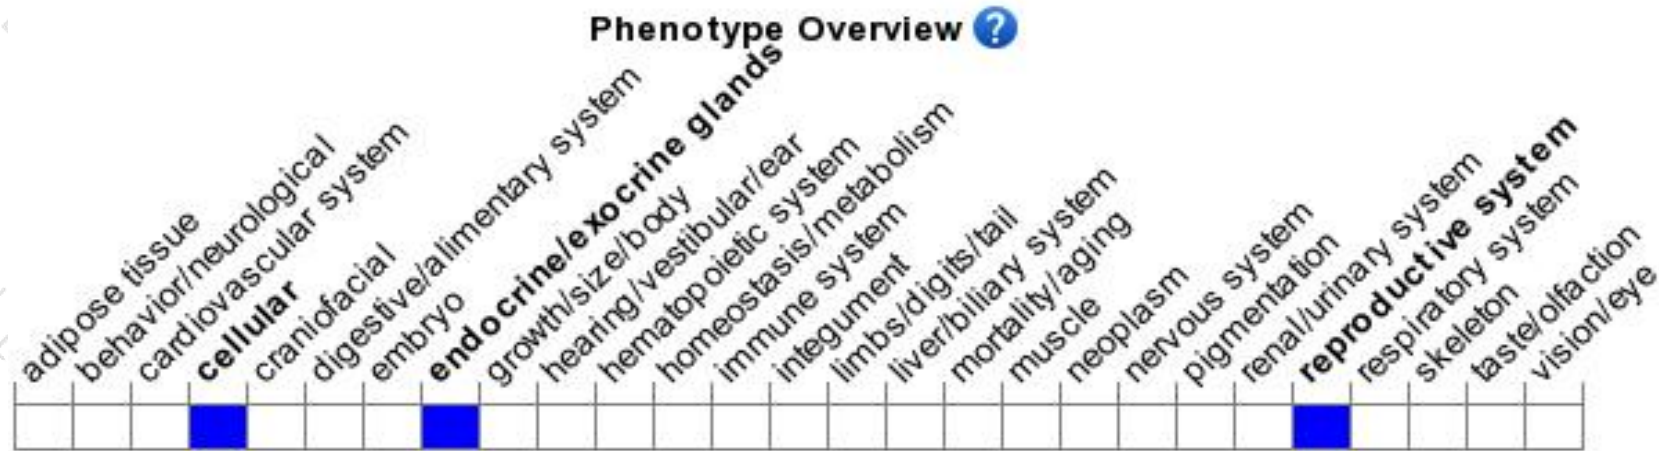 Phenotype Overview ?
adipose tissue
behavior/neurological
cardiovascular system
cellular
craniofacial
digestive/alimentary system
embryo
endocrine/exocrine glands
growth/size/body
hearing/vestibular/ear
hematopoietic system
homeostasis/metabolism
immune system
integument
limbs/digits/tail
liver/biliary system
mortality/aging
muscle
neoplasm
nervous system
pigmentation
renal/urinary system
reproductive system
respiratory system
skeleton
taste/olfaction
vision/eye